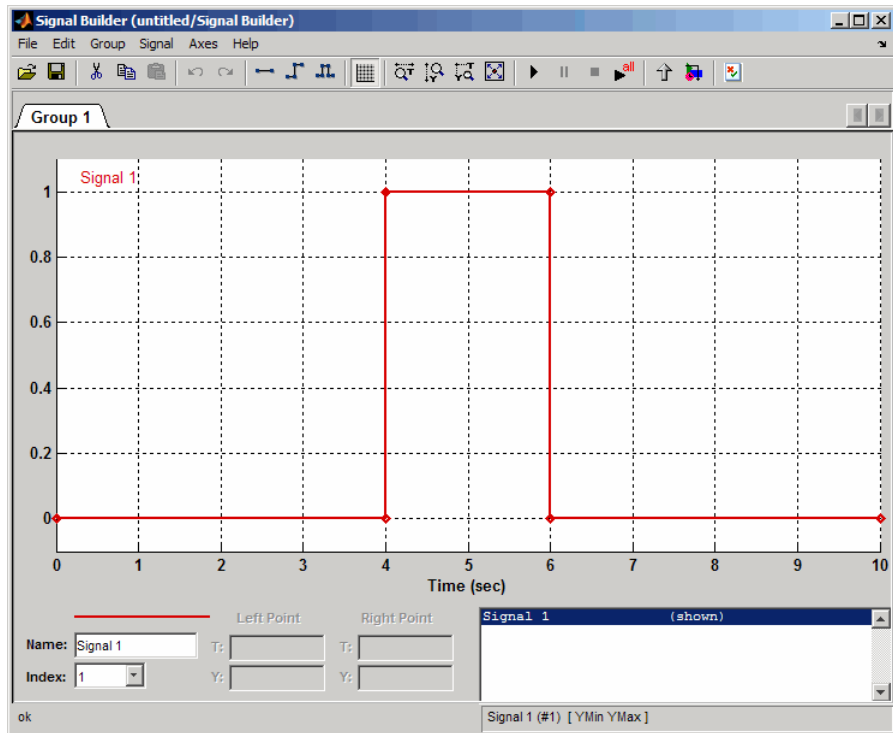 Signal Builder (untitled/Signal Builder)
File Edit Group Signal Axes Help
all
Group 1
Signal 1
1
0.8
0.6
0.4
0.2
0
0 1 2 3 4 5 6 7 8 9 10
Time (sec)
Left Point Right Point
Name: Signal 1 T: T:
Index: 1 Y: Y:
Signal 1 (shown)
ok
Signal 1 (#1) [ YMin YMax ]